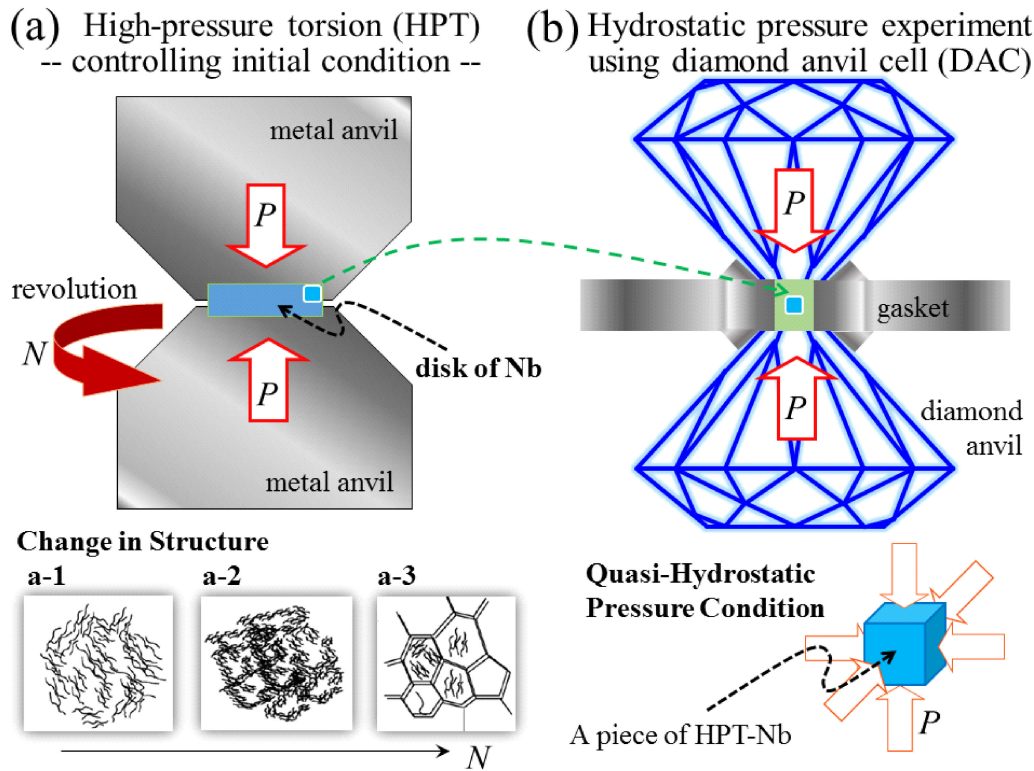 (a) High-pressure torsion (HPT)
-- controlling initial condition --
metal anvil
P
revolution
N
disk of Nb
P
metal anvil
Change in Structure
a-1 a-2 a-3
N
(b) Hydrostatic pressure experiment
using diamond anvil cell (DAC)
P
gasket
P
diamond
anvil
Quasi-Hydrostatic
Pressure Condition
A piece of HPT-Nb
P